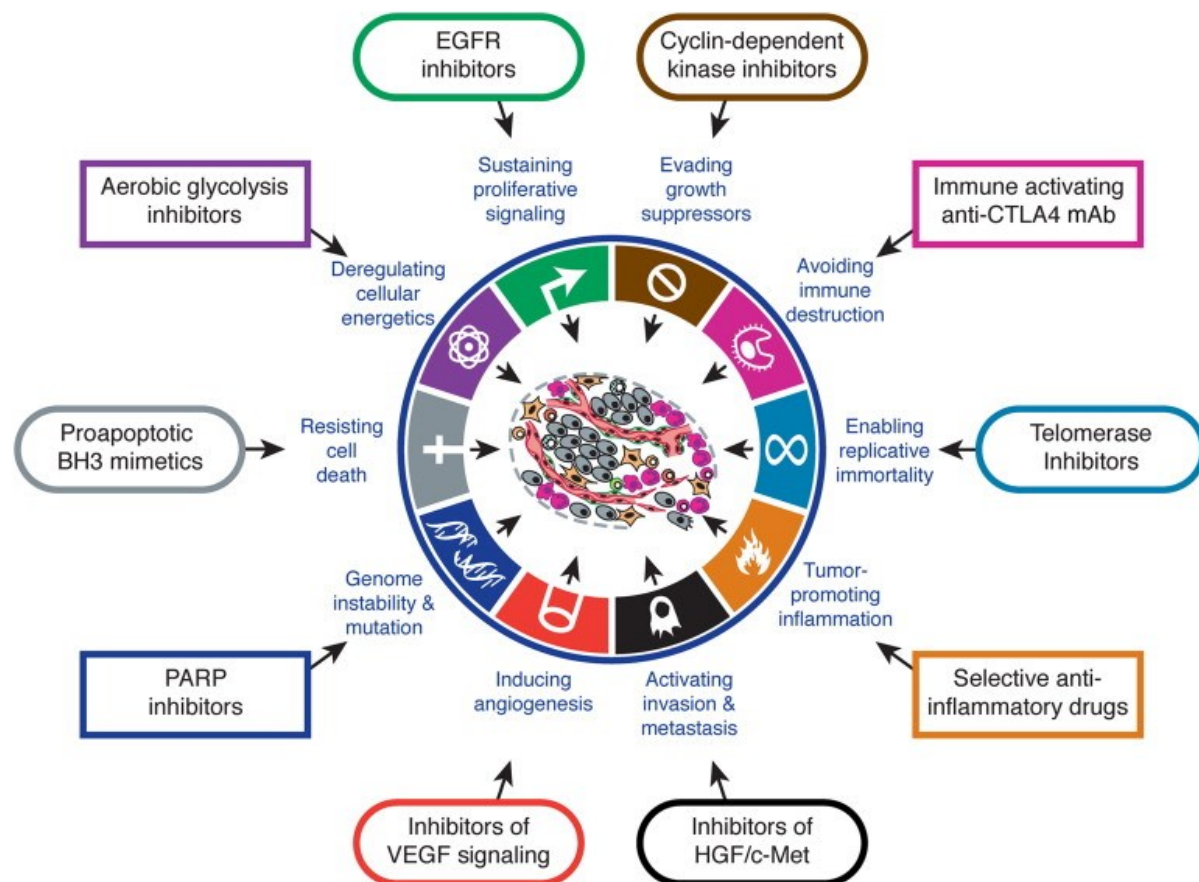 EGFR
inhibitors
Cyclin-dependent
kinase inhibitors
Sustaining
proliferative
signaling
Evading
growth
suppressors
Aerobic glycolysis
inhibitors
Immune activating
anti-CTLA4 mAb
Deregulating
cellular
energetics
Avoiding
immune
destruction
Proapoptotic
BH3 mimetics
Resisting
cell
death
Enabling
replicative
immortality
Telomerase
Inhibitors
Genome
instability &
mutation
Tumor-
promoting
inflammation
PARP
inhibitors
Inducing
angiogenesis
Activating
invasion &
metastasis
Selective anti-
inflammatory drugs
Inhibitors of
VEGF signaling
Inhibitors of
HGF/c-Met